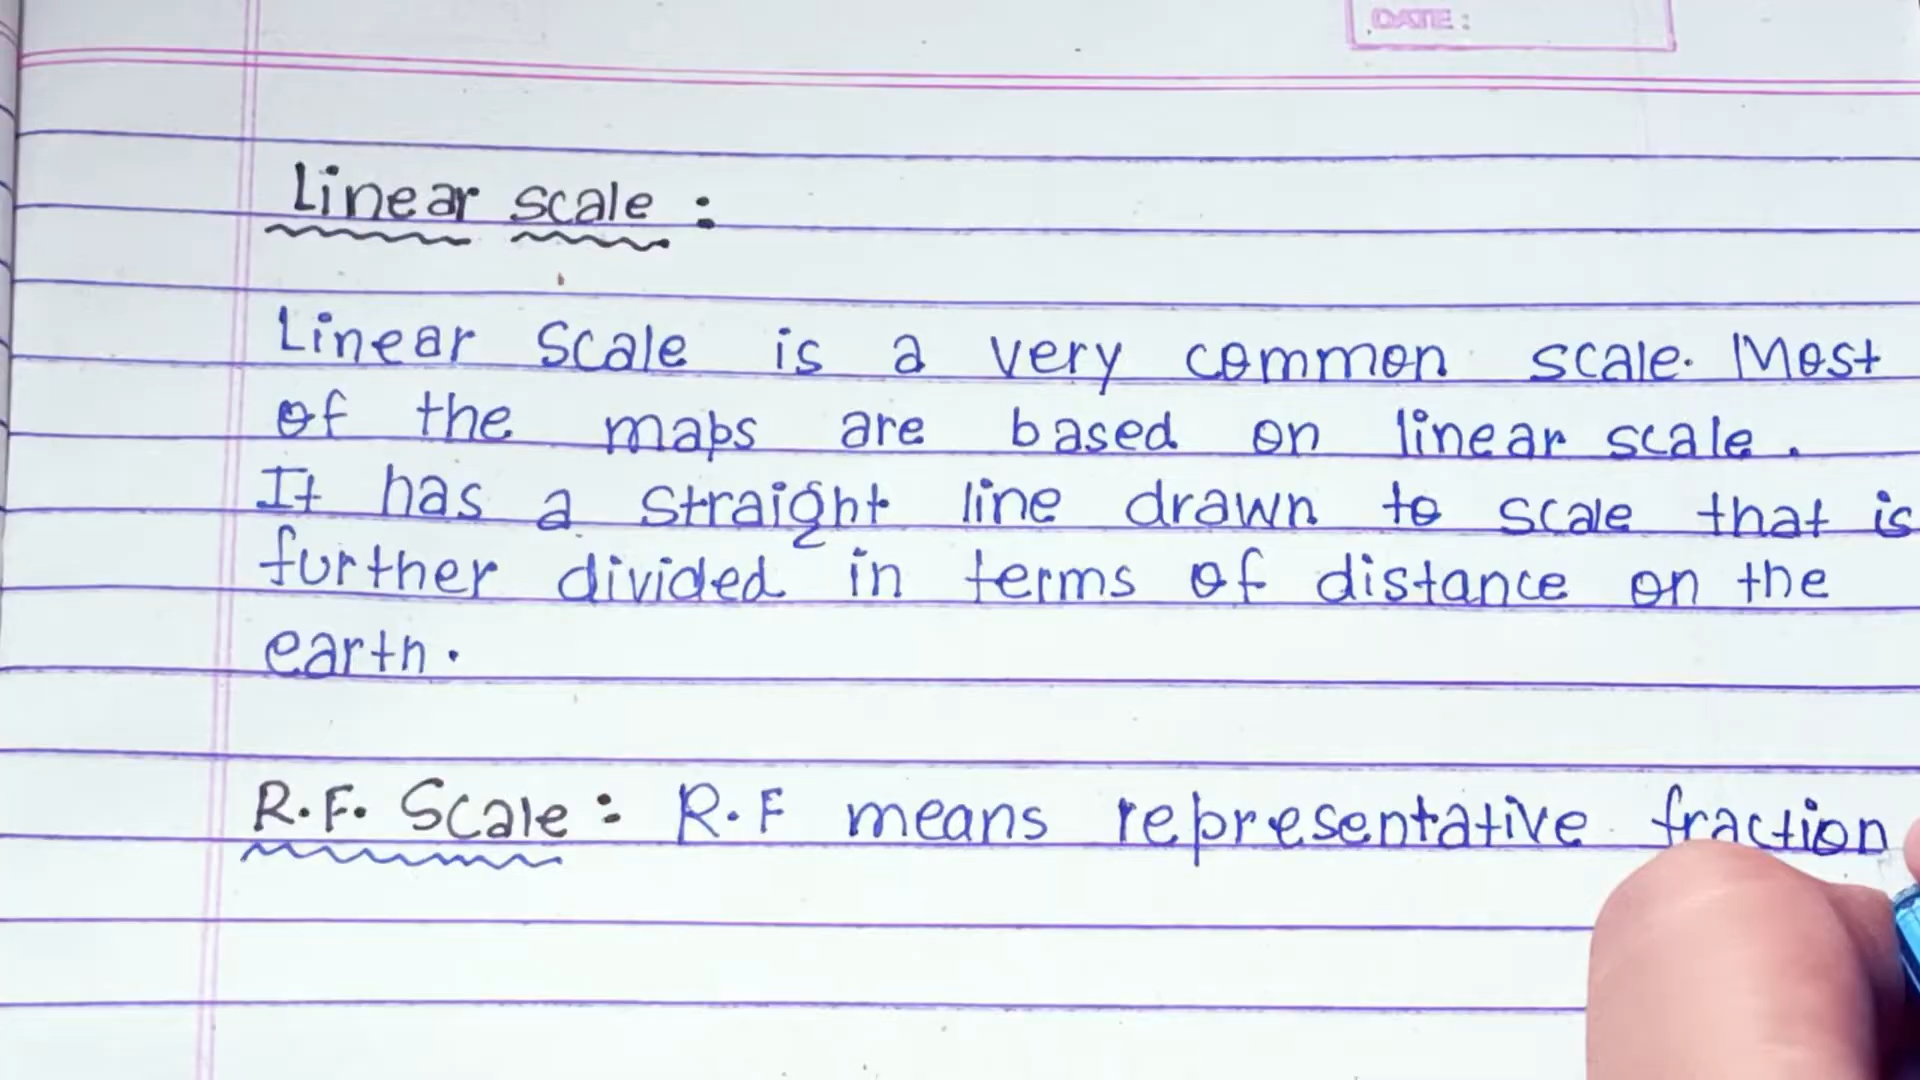 DATE:
Linear scale:
Linear Scale is a very common scale. Most
of the maps are based on linear scale.
It has a straight line drawn to scale that is
further divided in terms of distance on the
earth.
R.F. Scale: R.F means representative fraction